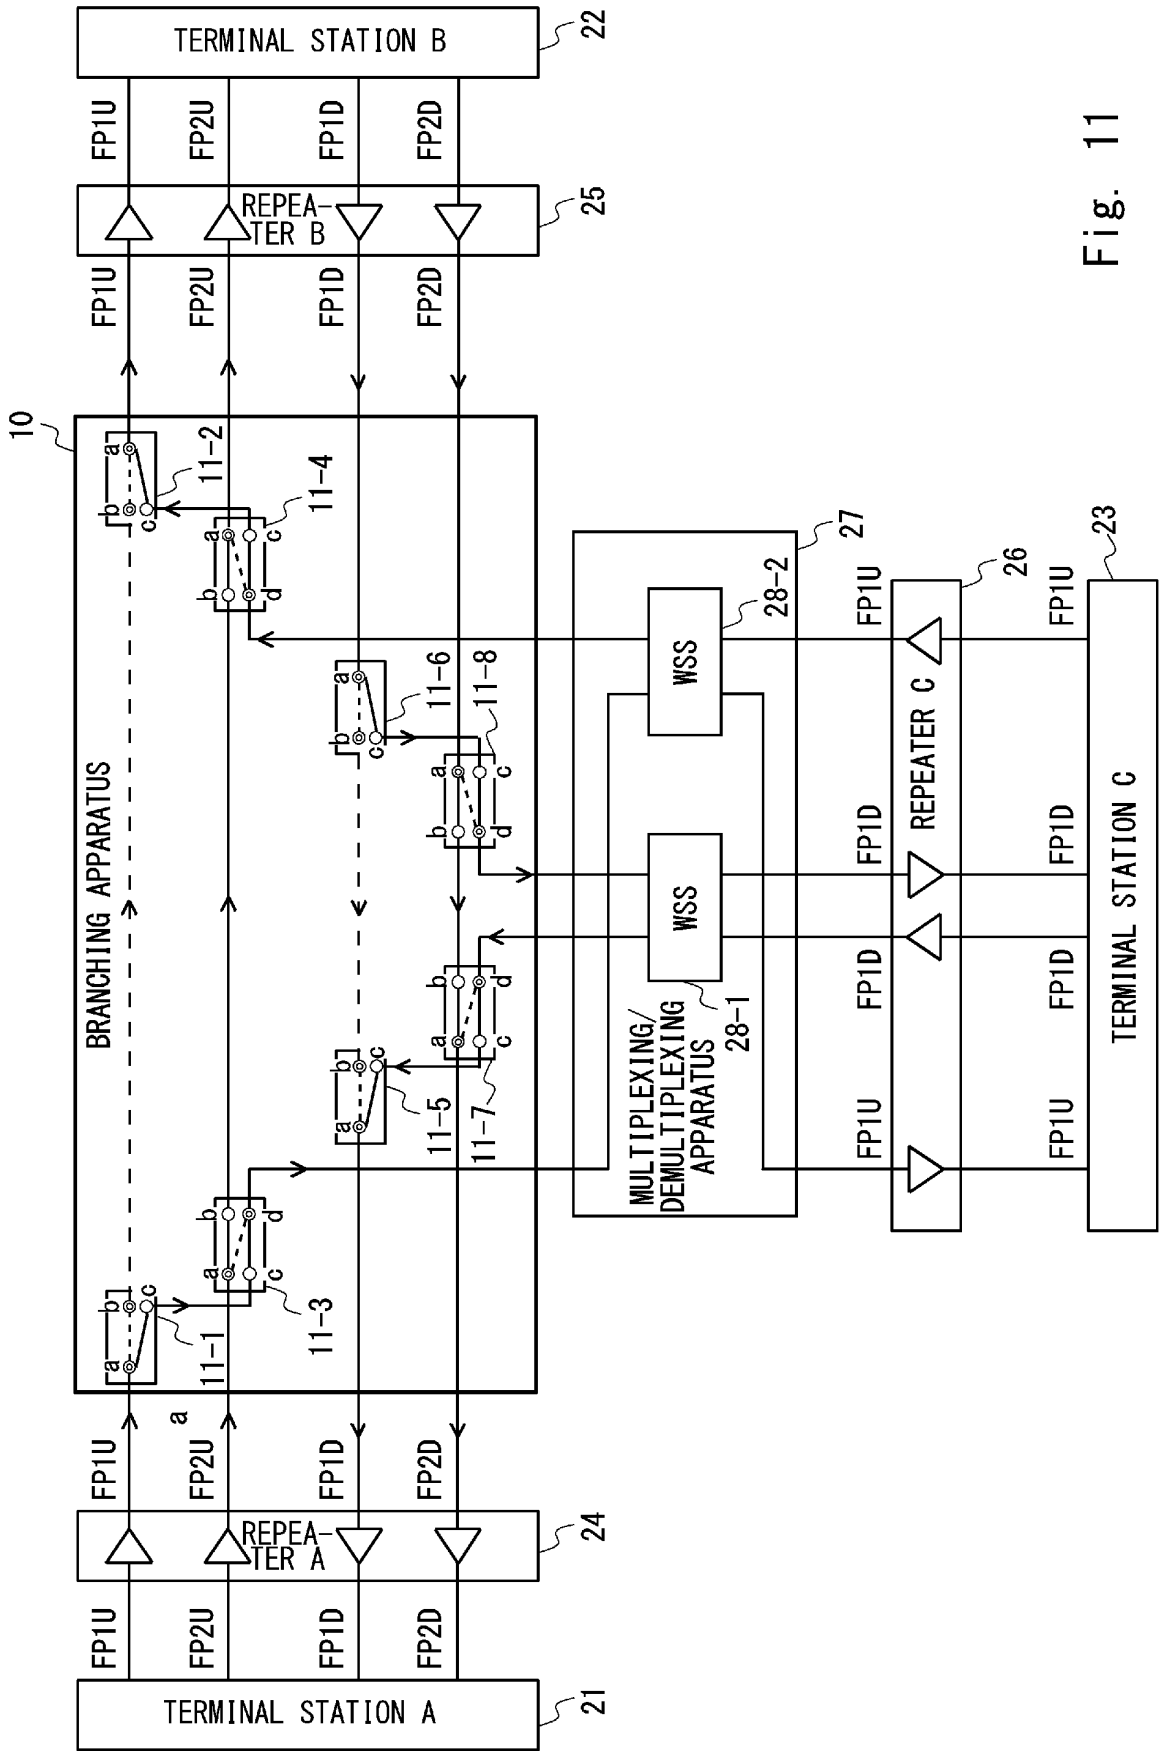 TERMINAL STATION A
21
FP1U
FP2U
FP1D
FP2D
REPEA-
TER A
24
FP1U
FP2U
FP1D
FP2D
a
BRANCHING APPARATUS
10
a
b
c
11-1
a
b
c
d
11-3
a
b
c
11-5
a
b
c
d
11-7
b
a
c
11-2
b
a
d
c
11-4
b
a
c
11-6
b
a
d
c
11-8
FP1U
FP2U
FP1D
FP2D
REPEA-
TER B
25
FP1U
FP2U
FP1D
FP2D
TERMINAL STATION B
22
MULTIPLEXING/
DEMULTIPLEXING
APPARATUS
27
WSS
28-1
WSS
28-2
FP1U
FP1D
FP1D
FP1U
REPEATER C
26
FP1U
FP1D
FP1D
FP1U
TERMINAL STATION C
23
Fig. 11